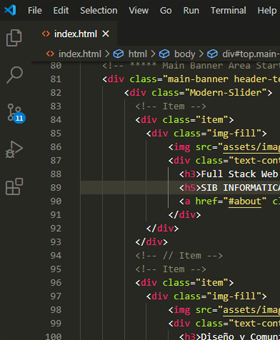 File Edit Selection View Go
index.html ×
index.html > html > body > div#top.main-
80 <!-- ***** Main Banner Area Star
81 <div class="main-banner header-te
82 <div class="Modern-Slider">
83 <!-- Item -->
84 <div class="item">
85 <div class="img-fill">
86 <img src="assets/imag
87 <div class="text-cont
88 <h3>Full Stack Web
89 <h5>SIB INFORMATICA
90 <a href="#about" cl
91 </div>
92 </div>
93 </div>
94 <!-- // Item -->
95 <!-- Item -->
96 <div class="item">
97 <div class="img-fill">
98 <img src="assets/imag
99 <div class="text-cont
100 <h3>Diseño y Comuni
11